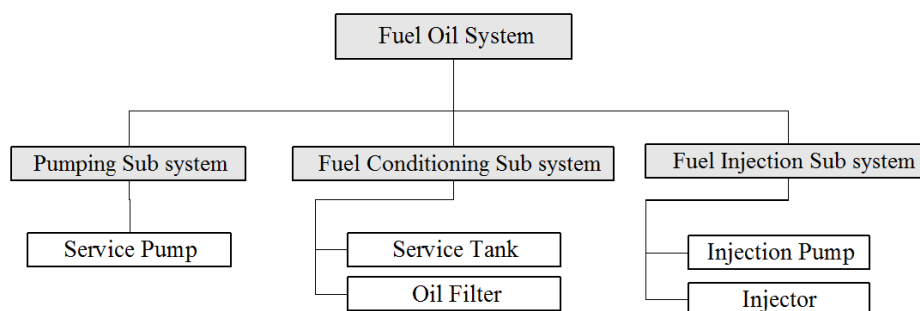 Fuel Oil System
Pumping Sub system
Fuel Conditioning Sub system
Fuel Injection Sub system
Service Pump
Service Tank
Injection Pump
Oil Filter
Injector